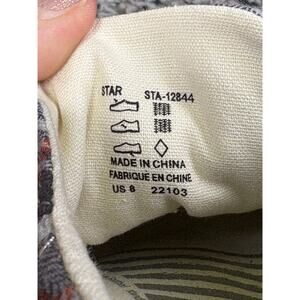 STAR STA-12844
MADE IN CHINA
FABRIQUE EN CHINE
US 8 22103